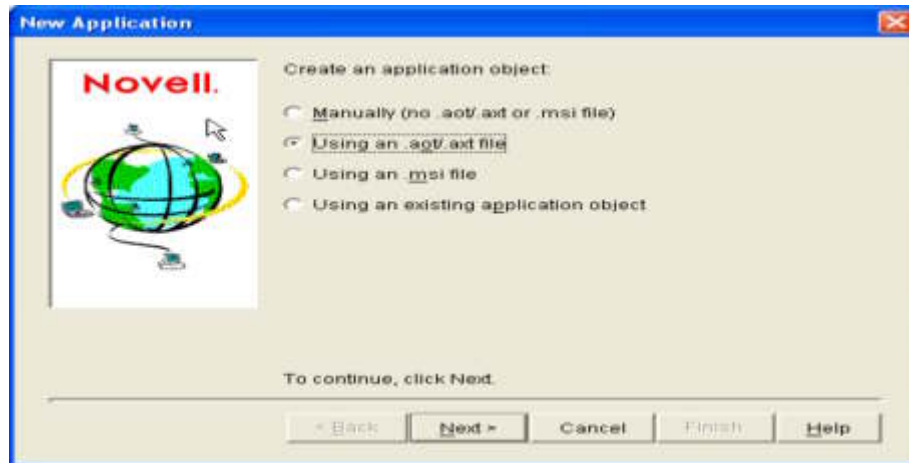 New Application
Novell.
Create an application object:
Manually (no .aot/.axt or .msi file)
Using an .aot/.axt file
Using an .msi file
Using an existing application object
To continue, click Next.
< Back
Next >
Cancel
Finish
Help